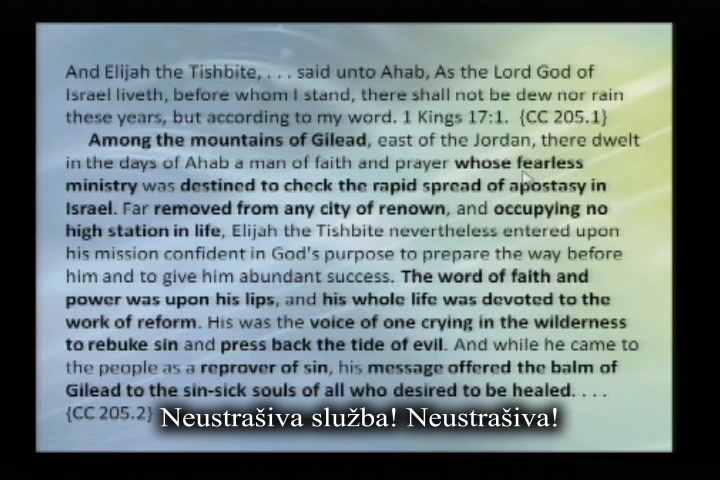 And Elijah the Tishbite, . . . said unto Ahab, As the Lord God of
Israel liveth, before whom I stand, there shall not be dew nor rain
these years, but according to my word. 1 Kings 17:1. {CC 205.1}
Among the mountains of Gilead, east of the Jordan, there dwelt
in the days of Ahab a man of faith and prayer whose fearless
ministry was destined to check the rapid spread of apostasy in
Israel. Far removed from any city of renown, and occupying no
high station in life, Elijah the Tishbite nevertheless entered upon
his mission confident in God's purpose to prepare the way before
him and to give him abundant success. The word of faith and
power was upon his lips, and his whole life was devoted to the
work of reform. His was the voice of one crying in the wilderness
to rebuke sin and press back the tide of evil. And while he came to
the people as a reprover of sin, his message offered the balm of
Gilead to the sin-sick souls of all who desired to be healed. . . .
{CC 205.2}
Neustrašiva služba! Neustrašiva!